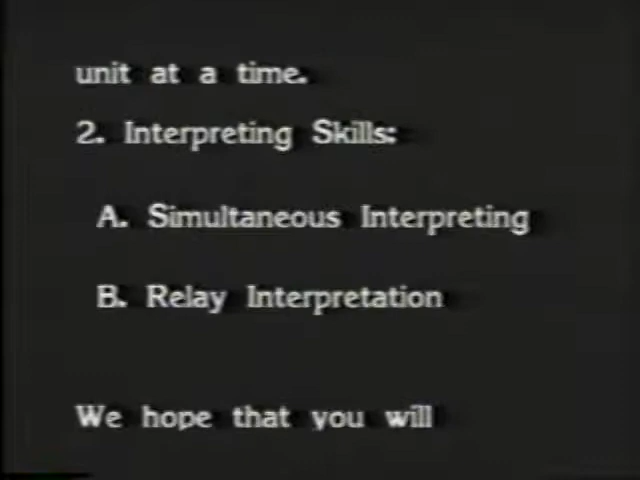 unit at a time.
2. Interpreting Skills:
A. Simultaneous Interpreting
B. Relay Interpretation
We hope that you will